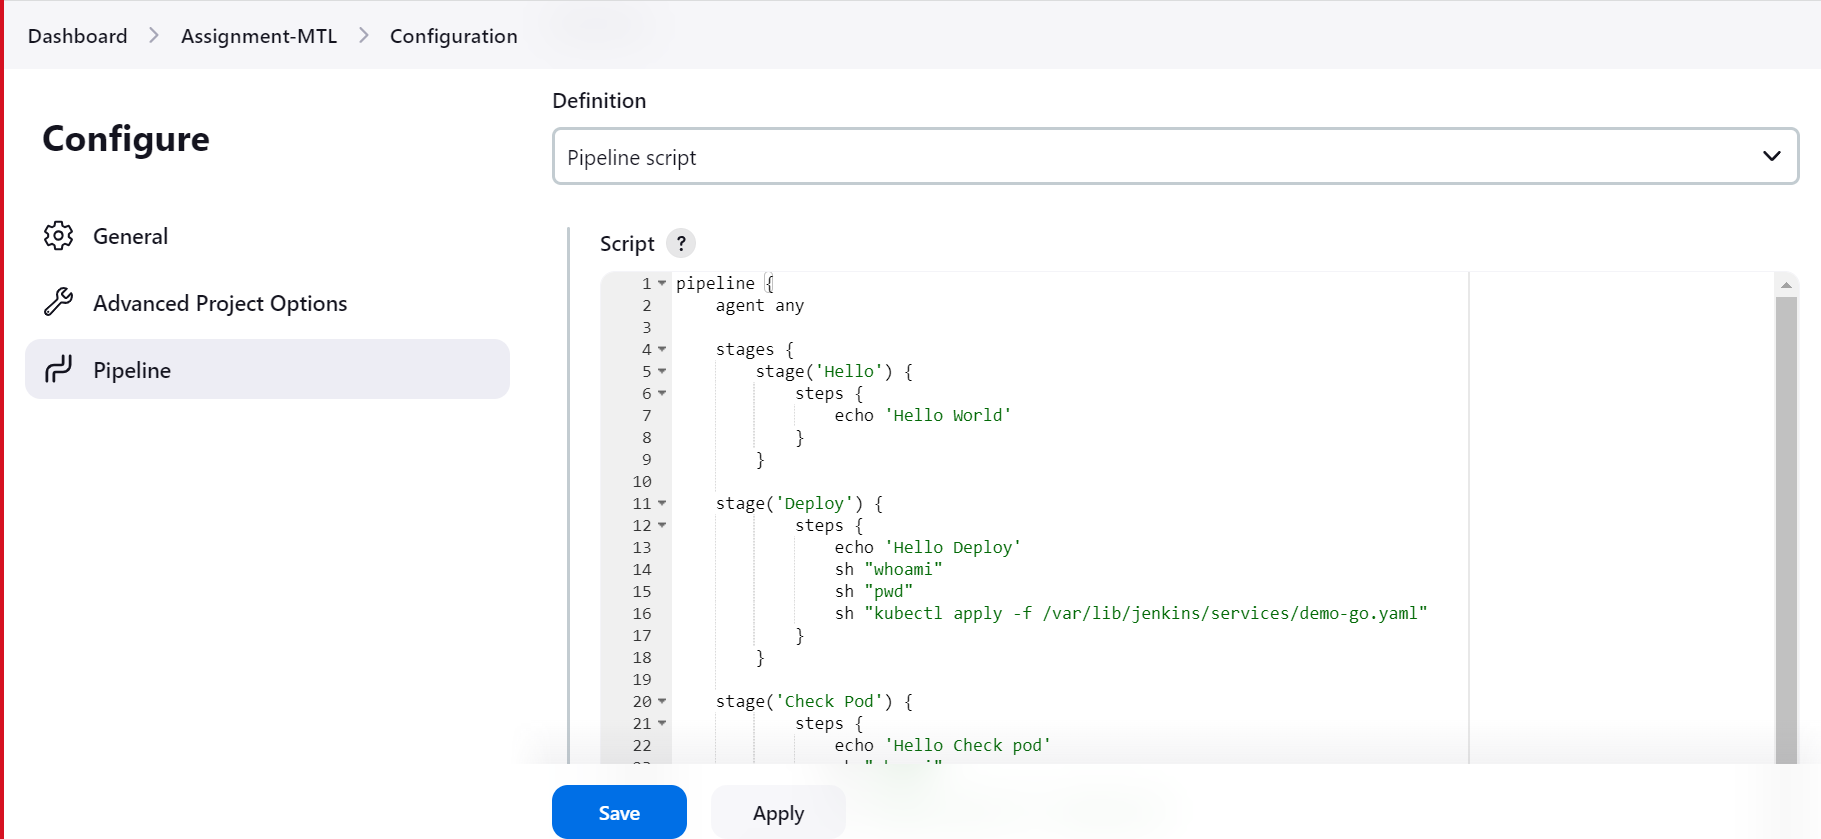 Dashboard > Assignment-MTL > Configuration
Configure
General
Advanced Project Options
Pipeline
Definition
Pipeline script
Script ?
1 pipeline {
2     agent any
3
4     stages {
5         stage('Hello') {
6             steps {
7                 echo 'Hello World'
8             }
9         }
10
11     stage('Deploy') {
12             steps {
13                 echo 'Hello Deploy'
14                 sh "whoami"
15                 sh "pwd"
16                 sh "kubectl apply -f /var/lib/jenkins/services/demo-go.yaml"
17             }
18         }
19
20     stage('Check Pod') {
21             steps {
22                 echo 'Hello Check pod'
Save
Apply